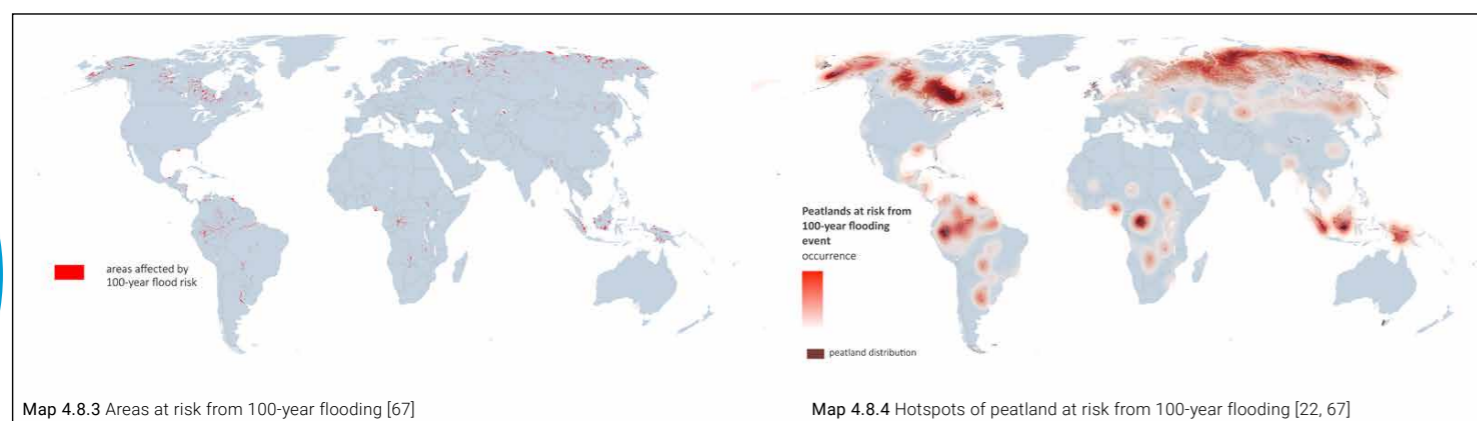 areas affected by
100-year flood risk
Map 4.8.3 Areas at risk from 100-year flooding [67]
Peatlands at risk from
100-year flooding
event
occurrence
peatland distribution
Map 4.8.4 Hotspots of peatland at risk from 100-year flooding [22, 67]